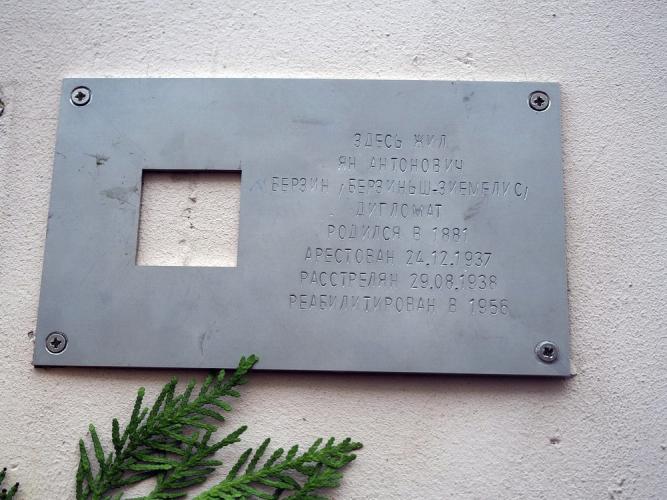 ЗДЕСЬ ЖИЛ
ЯН АНТОНОВИЧ
БЕРЗИН /БЕРЗИНЬШ-ЗИЕМЕЛИС/
ДИПЛОМАТ
РОДИЛСЯ В 1881
АРЕСТОВАН 24.12.1937
РАССТРЕЛЯН 29.08.1938
РЕАБИЛИТИРОВАН В 1956